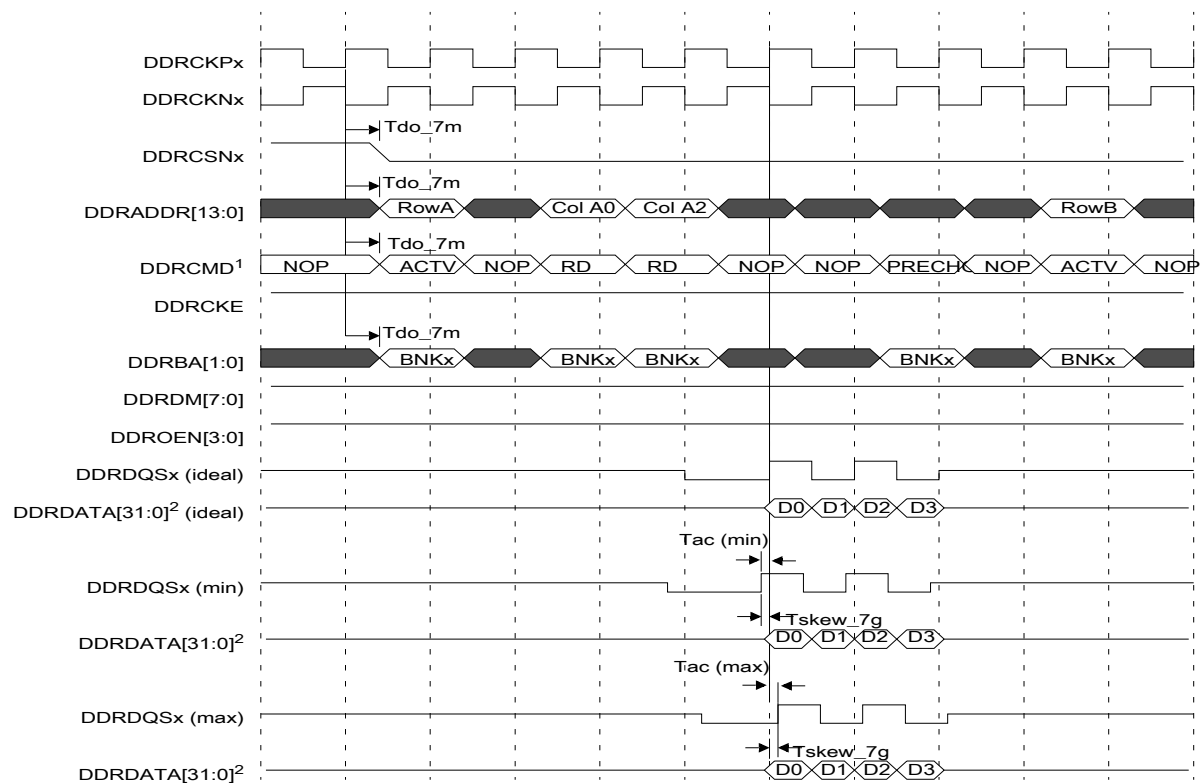 DDRCKPx
DDRCKNx
Tdo_7m
DDRCSNx
Tdo_7m
DDRADDR[13:0] RowA Col A0 Col A2 RowB
Tdo_7m
DDRCMD1 NOP ACTV NOP RD RD NOP NOP PRECHG NOP ACTV NOP
DDRCKE
Tdo_7m
DDRBA[1:0] BNKx BNKx BNKx BNKx BNKx
DDRDM[7:0]
DDROEN[3:0]
DDRDQSx (ideal)
DDRDATA[31:0]2 (ideal) D0 D1 D2 D3
Tac (min)
DDRDQSx (min)
Tskew_7g
DDRDATA[31:0]2 D0 D1 D2 D3
Tac (max)
DDRDQSx (max)
Tskew_7g
DDRDATA[31:0]2 D0 D1 D2 D3